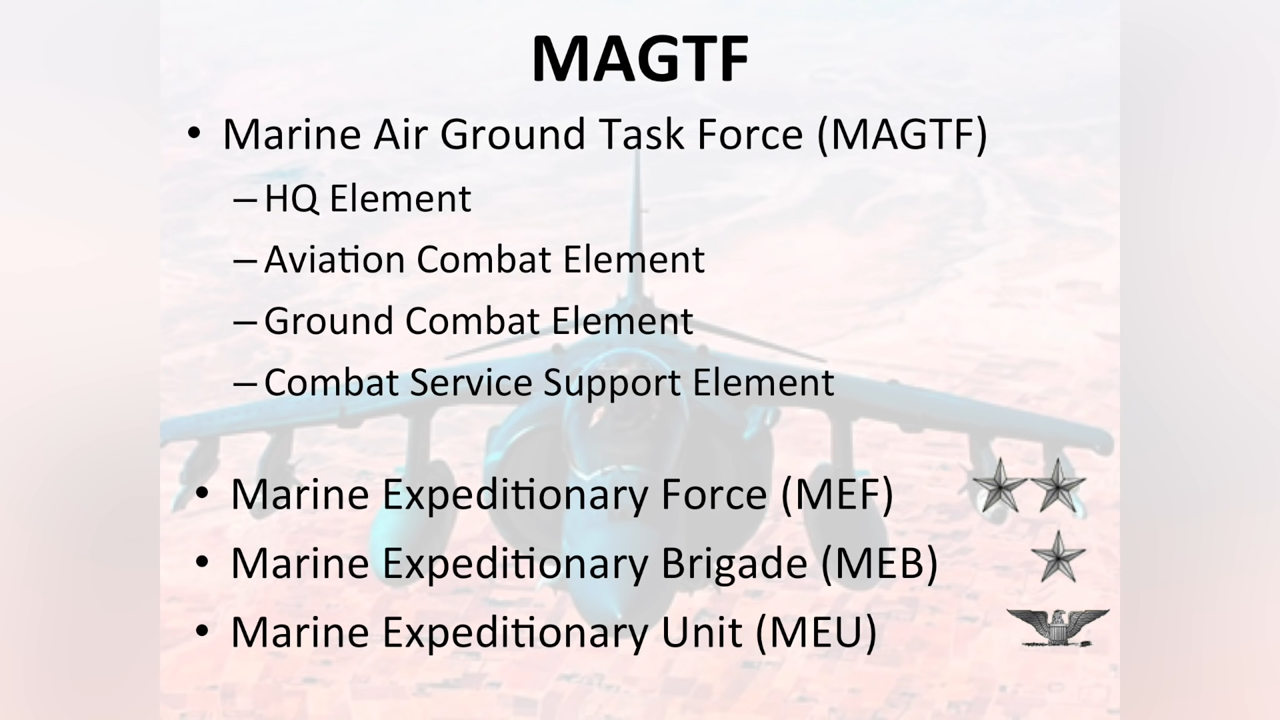 MAGTF
• Marine Air Ground Task Force (MAGTF)
– HQ Element
– Aviation Combat Element
– Ground Combat Element
– Combat Service Support Element
• Marine Expeditionary Force (MEF)
• Marine Expeditionary Brigade (MEB)
• Marine Expeditionary Unit (MEU)